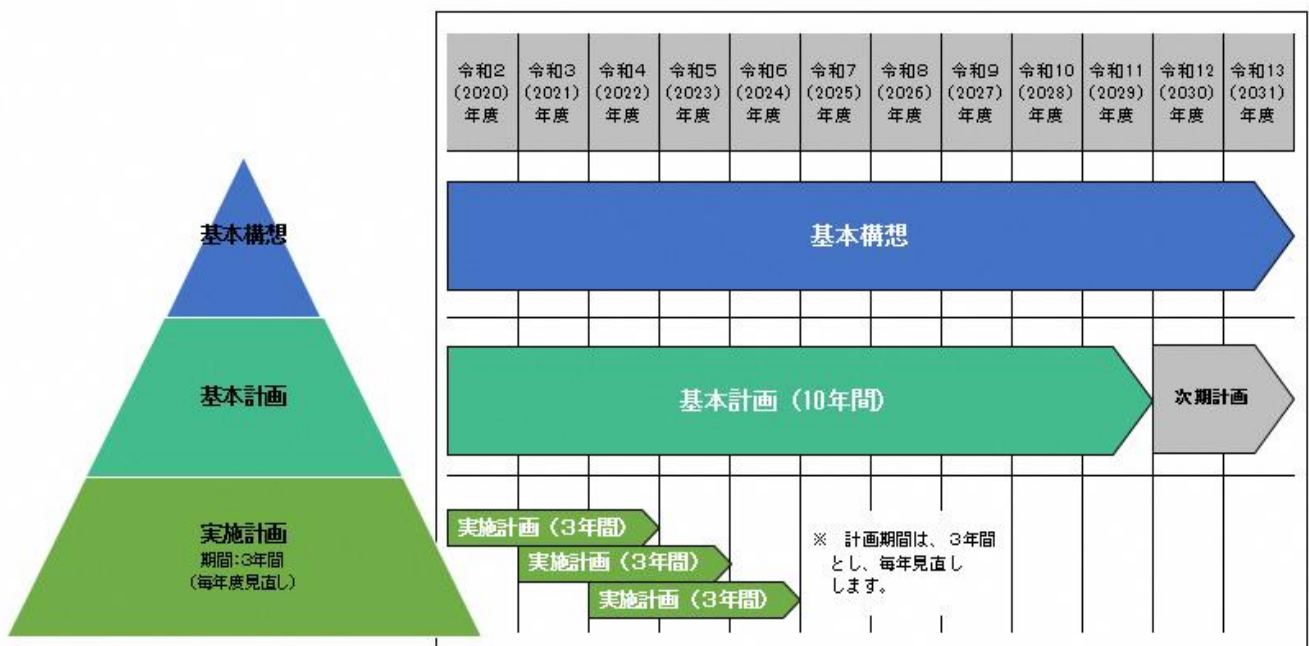 令和2
(2020)
年度
令和3
(2021)
年度
令和4
(2022)
年度
令和5
(2023)
年度
令和6
(2024)
年度
令和7
(2025)
年度
令和8
(2026)
年度
令和9
(2027)
年度
令和10
(2028)
年度
令和11
(2029)
年度
令和12
(2030)
年度
令和13
(2031)
年度
基本構想
基本構想
基本計画
基本計画（10年間）
次期計画
実施計画
期間:3年間
(毎年度見直し)
実施計画（3年間）
実施計画（3年間）
実施計画（3年間）
※　計画期間は、3年間
とし、毎年見直し
します。